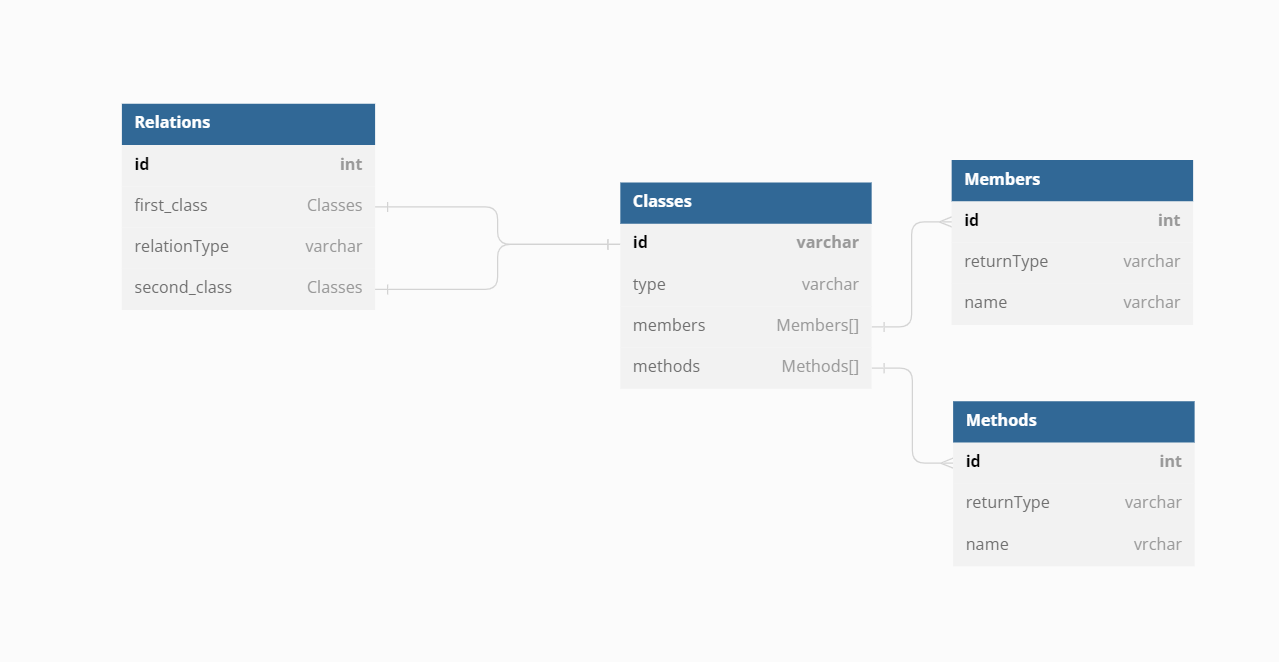 Relations
id int
first_class Classes
relationType varchar
second_class Classes
Classes
id varchar
type varchar
members Members[]
methods Methods[]
Members
id int
returnType varchar
name varchar
Methods
id int
returnType varchar
name vrchar